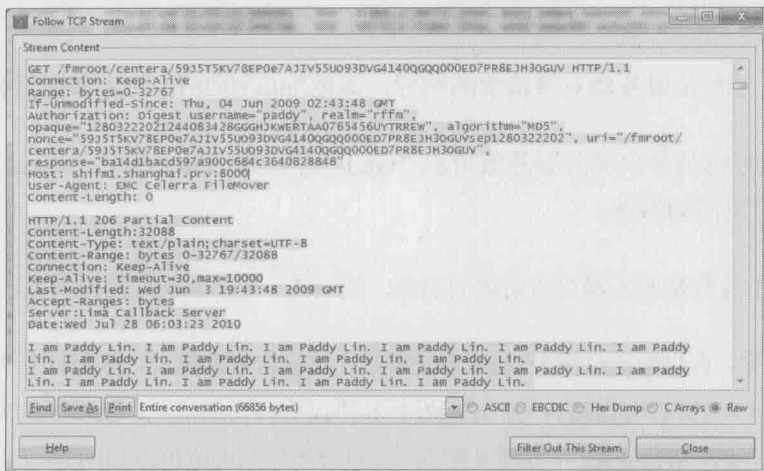 Follow TCP Stream
Stream Content
GET /fmroot/centera/59J5T5KV78EP0e7AJIV55U093DVG4140QGQQ000ED7PR8EJH3OGUV HTTP/1.1
Connection: Keep-Alive
Range: bytes=0-32767
If-Unmodified-Since: Thu, 04 Jun 2009 02:43:48 GMT
Authorization: Digest username="paddy", realm="rffm",
opaque="12803222021244083428GGGHJKWERTAA0765456UYTRREW", algorithm="MD5",
nonce="59J5T5KV78EP0e7AJIV55U093DVG4140QGQQ000ED7PR8EJH3OGUVsep1280322202", uri="/fmroot/
centera/59J5T5KV78EP0e7AJIV55U093DVG4140QGQQ000ED7PR8EJH3OGUV",
response="ba14d1bacd597a900c684c3640828848"
Host: shifm1.shanghai.prv:8000
User-Agent: EMC Celerra FileMover
Content-Length: 0
HTTP/1.1 206 Partial Content
Content-Length:32088
Content-Type: text/plain;charset=UTF-8
Content-Range: bytes 0-32767/32088
Connection: Keep-Alive
Keep-Alive: timeout=30,max=10000
Last-Modified: Wed Jun  3 19:43:48 2009 GMT
Accept-Ranges: bytes
Server:Lima Callback Server
Date:Wed Jul 28 06:03:23 2010
I am Paddy Lin. I am Paddy Lin. I am Paddy Lin. I am Paddy Lin. I am Paddy Lin. I am Paddy
Lin. I am Paddy Lin. I am Paddy Lin. I am Paddy Lin. I am Paddy Lin.
I am Paddy Lin. I am Paddy Lin. I am Paddy Lin. I am Paddy Lin. I am Paddy Lin. I am Paddy
Lin. I am Paddy Lin. I am Paddy Lin. I am Paddy Lin. I am Paddy Lin.
Find Save As Print Entire conversation (66856 bytes) ASCII EBCDIC Hex Dump C Arrays Raw
Help Filter Out This Stream Close